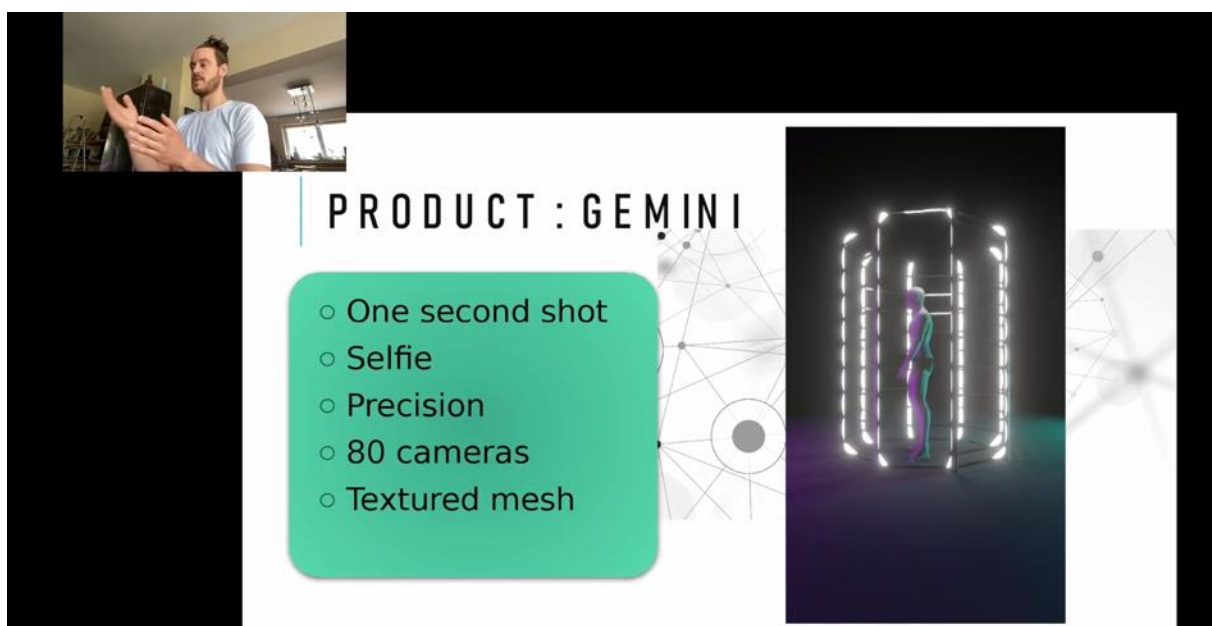 PRODUCT : GEMINI
○ One second shot
○ Selfie
○ Precision
○ 80 cameras
○ Textured mesh